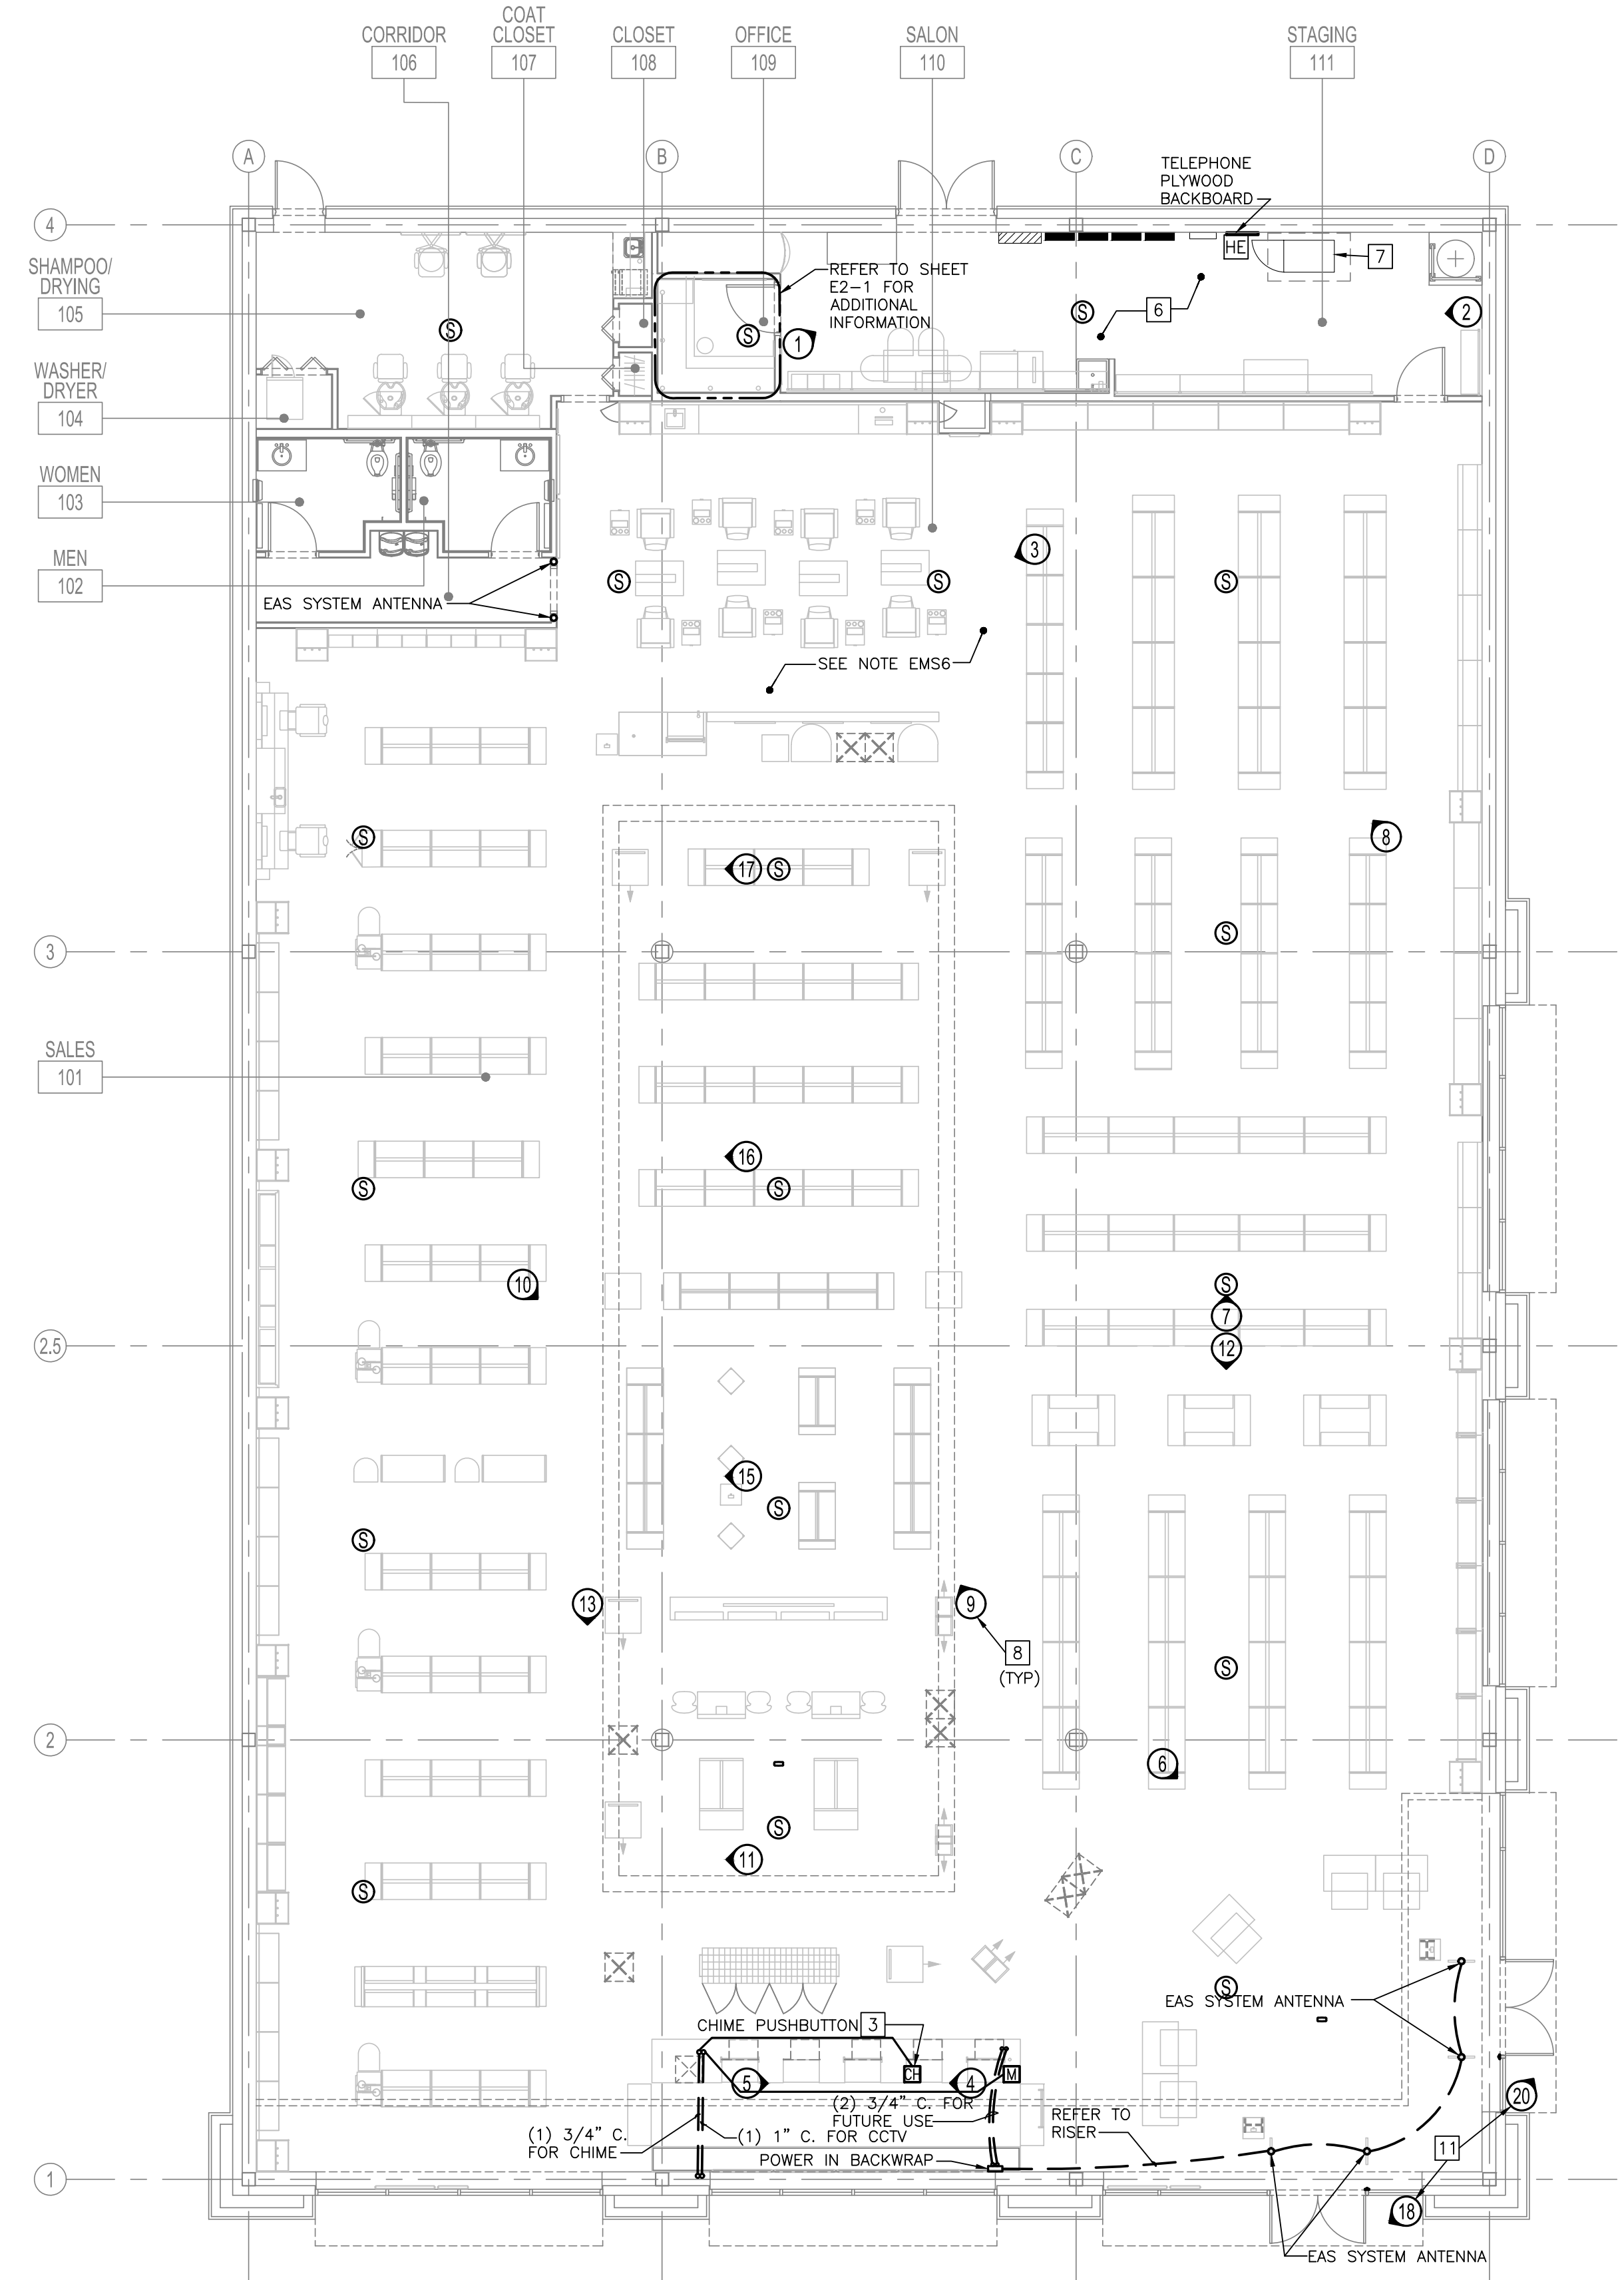 CORRIDOR
106
COAT
CLOSET
107
CLOSET
108
OFFICE
109
SALON
110
STAGING
111
A
B
C
D
TELEPHONE
PLYWOOD
BACKBOARD
4
HE
7
SHAMPOO/
DRYING
105
REFER TO SHEET
E2-1 FOR
ADDITIONAL
INFORMATION
6
S
S
S
1
2
WASHER/
DRYER
104
WOMEN
103
MEN
102
3
S
S
S
EAS SYSTEM ANTENNA
SEE NOTE EMS6
S
8
17
S
S
3
SALES
101
16
S
S
10
S
7
12
2.5
15
S
S
13
9
8
(TYP)
S
2
6
S
11
S
S
EAS SYSTEM ANTENNA
CHIME PUSHBUTTON
3
CH
M
5
4
20
(2) 3/4" C. FOR
FUTURE USE
REFER TO
RISER
(1) 3/4" C.
FOR CHIME
(1) 1" C. FOR CCTV
11
POWER IN BACKWRAP
1
18
EAS SYSTEM ANTENNA